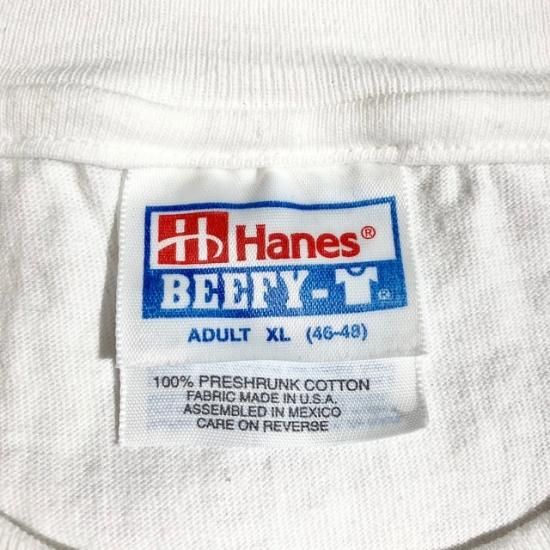 Hanes®
BEEFY-T®
ADULT XL (46-48)
100% PRESHRUNK COTTON
FABRIC MADE IN U.S.A.
ASSEMBLED IN MEXICO
CARE ON REVERSE